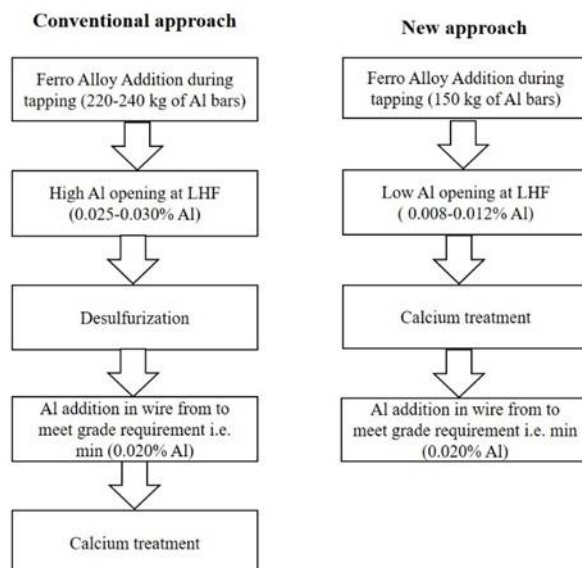 Conventional approach
Ferro Alloy Addition during
tapping (220-240 kg of Al bars)
High Al opening at LHF
(0.025-0.030% Al)
Desulfurization
Al addition in wire from to
meet grade requirement i.e.
min (0.020% Al)
Calcium treatment
New approach
Ferro Alloy Addition during
tapping (150 kg of Al bars)
Low Al opening at LHF
( 0.008-0.012% Al)
Calcium treatment
Al addition in wire from to
meet grade requirement i.e. min
(0.020% Al)